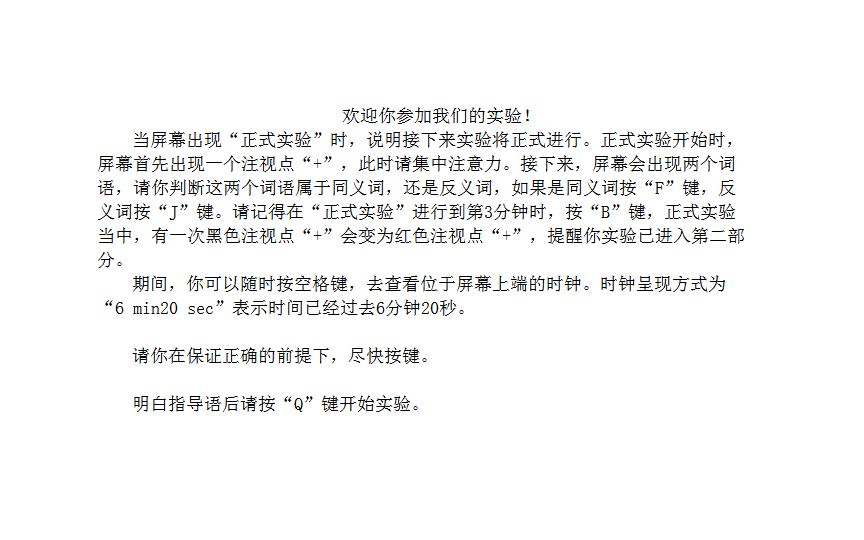 欢迎你参加我们的实验！
当屏幕出现“正式实验”时，说明接下来实验将正式进行。正式实验开始时，
屏幕首先出现一个注视点“+”，此时请集中注意力。接下来，屏幕会出现两个词
语，请你判断这两个词语属于同义词，还是反义词，如果是同义词按“F”键，反
义词按“J”键。请记得在“正式实验”进行到第3分钟时，按“B”键，正式实验
当中，有一次黑色注视点“+”会变为红色注视点“+”，提醒你实验已进入第二部
分。
期间，你可以随时按空格键，去查看位于屏幕上端的时钟。时钟呈现方式为
“6 min20 sec”表示时间已经过去6分钟20秒。
请你在保证正确的前提下，尽快按键。
明白指导语后请按“Q”键开始实验。